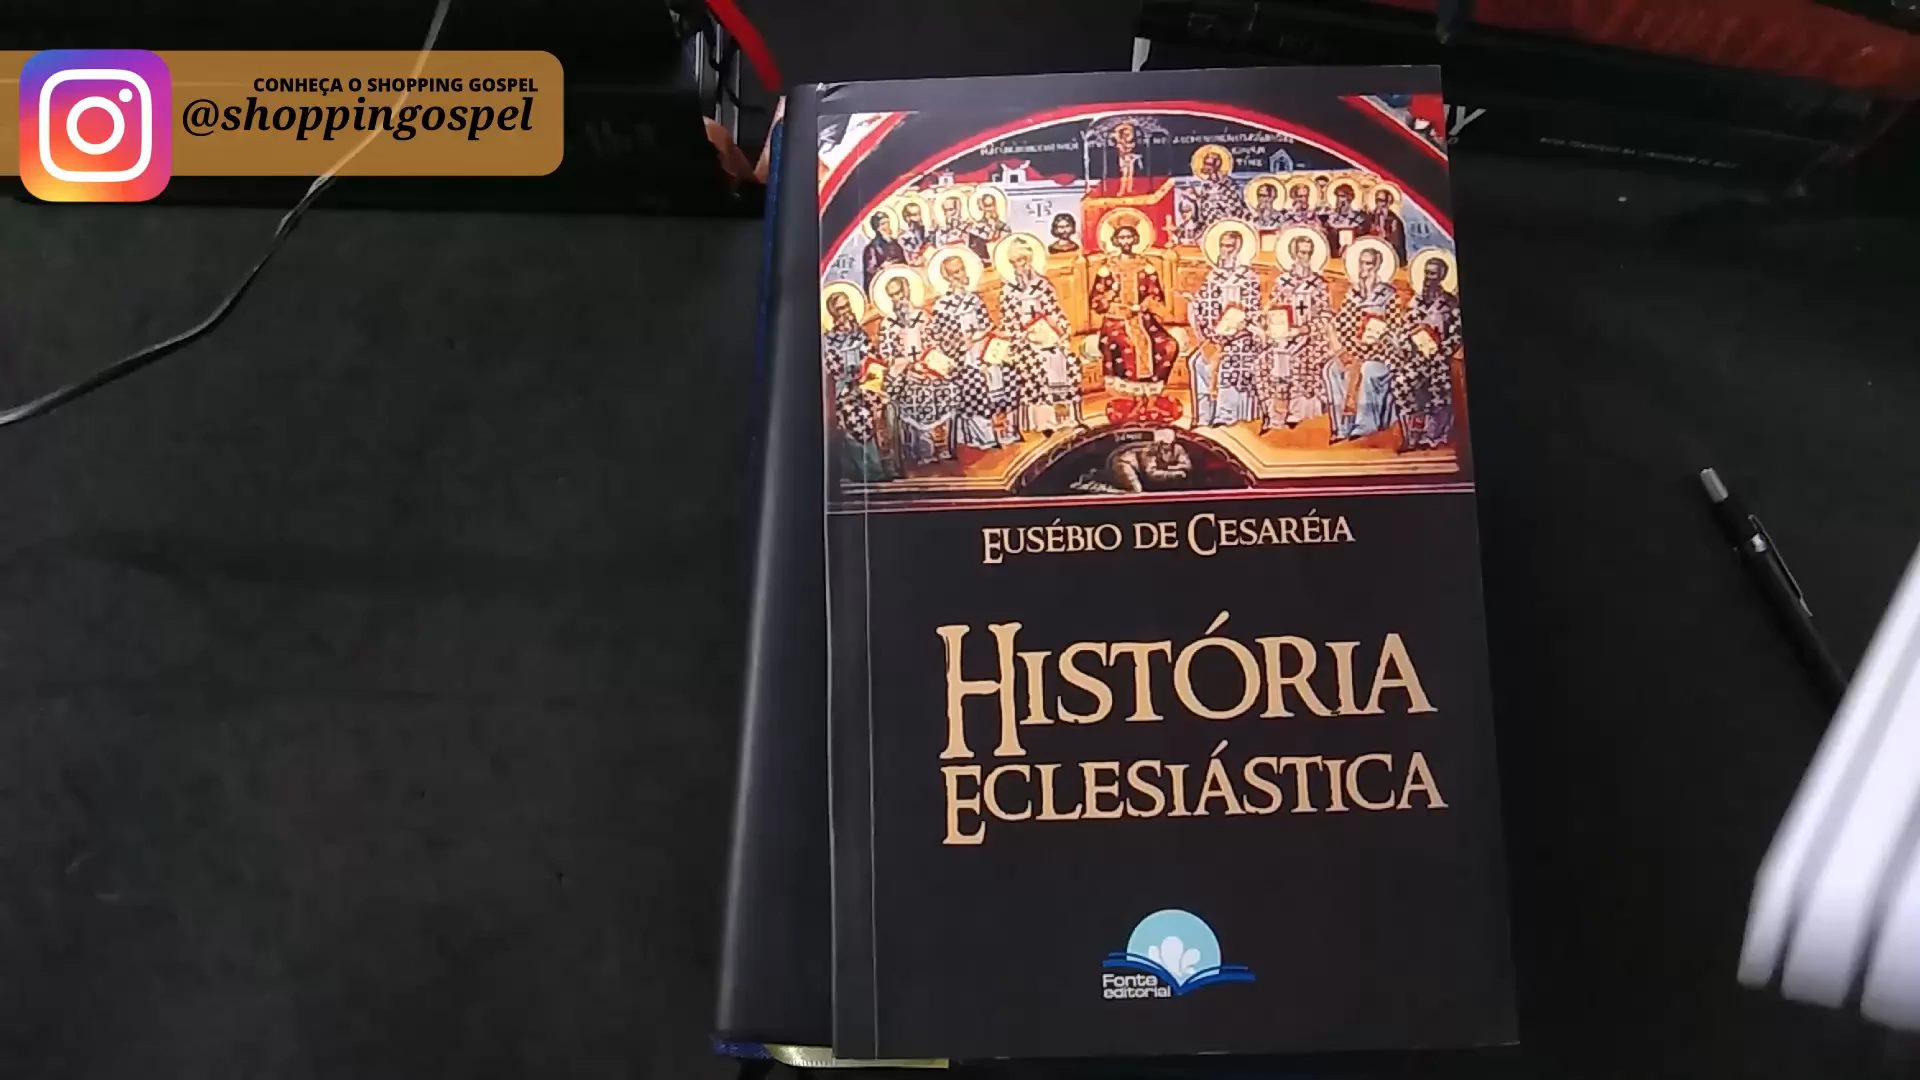 CONHEÇA O SHOPPING GOSPEL
@shoppingospel
EUSÉBIO DE CESARÉIA
HISTÓRIA
ECLESIÁSTICA
Fonte
editorial